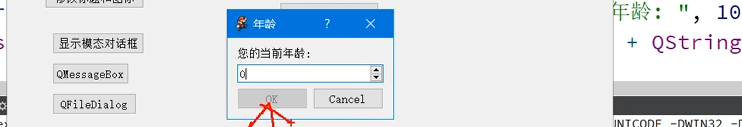 年龄
年龄: ", 10
显示模态对话框
您的当前年龄:
+ QString
QMessageBox
0
OK
Cancel
QFileDialog
UNICODE -DWIN32 -D